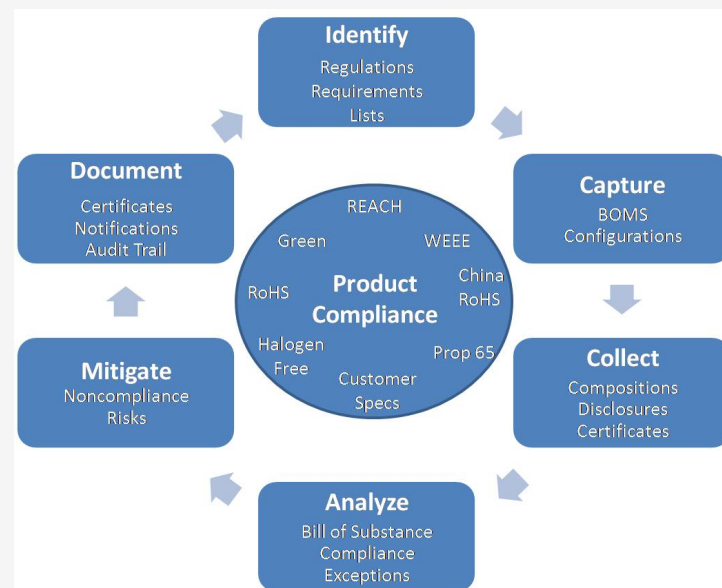 Identify
Regulations
Requirements
Lists
Capture
BOMS
Configurations
Collect
Compositions
Disclosures
Certificates
Analyze
Bill of Substance
Compliance
Exceptions
Mitigate
Noncompliance
Risks
Document
Certificates
Notifications
Audit Trail
Product
Compliance
REACH
WEEE
China
RoHS
Prop 65
Customer
Specs
Halogen
Free
RoHS
Green